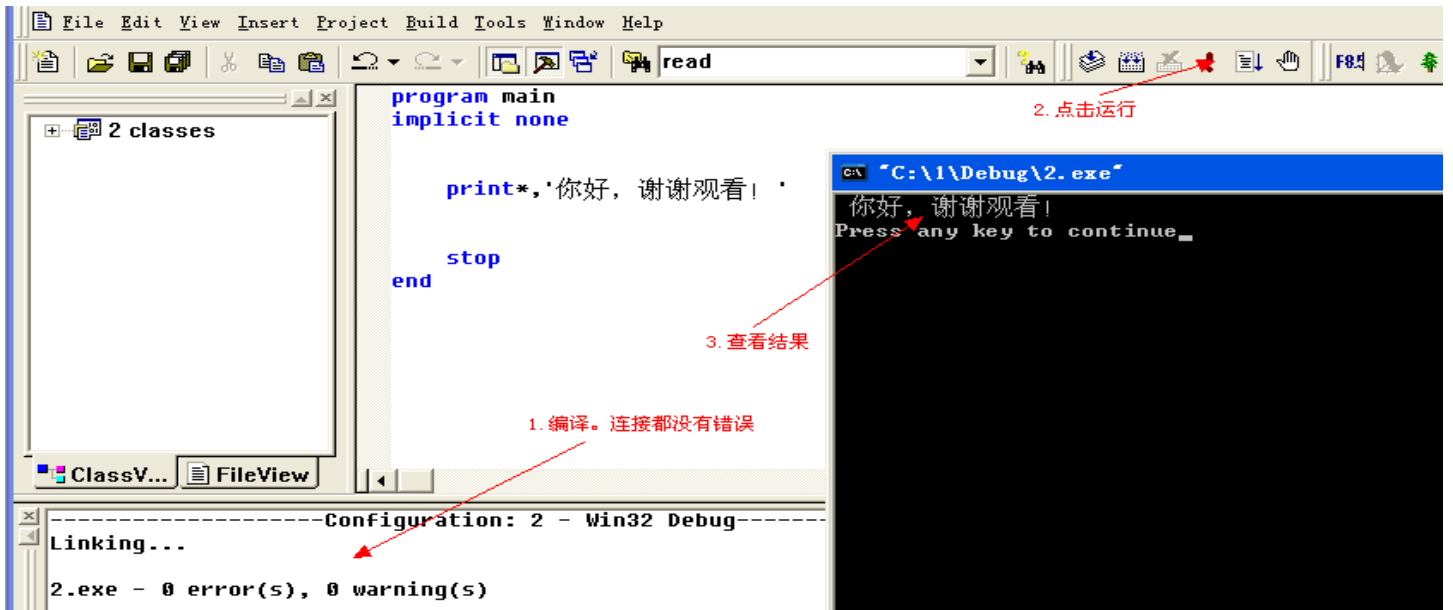 File Edit View Insert Project Build Tools Window Help
read
F8.
2 classes
program main
implicit none
print*,'你好，谢谢观看！'
stop
end
2.点击运行
"C:\1\Debug\2.exe"
你好，谢谢观看！
Press any key to continue_
3.查看结果
1.编译。连接都没有错误
ClassV... FileView
--------------------Configuration: 2 - Win32 Debug-------
Linking...
2.exe - 0 error(s), 0 warning(s)